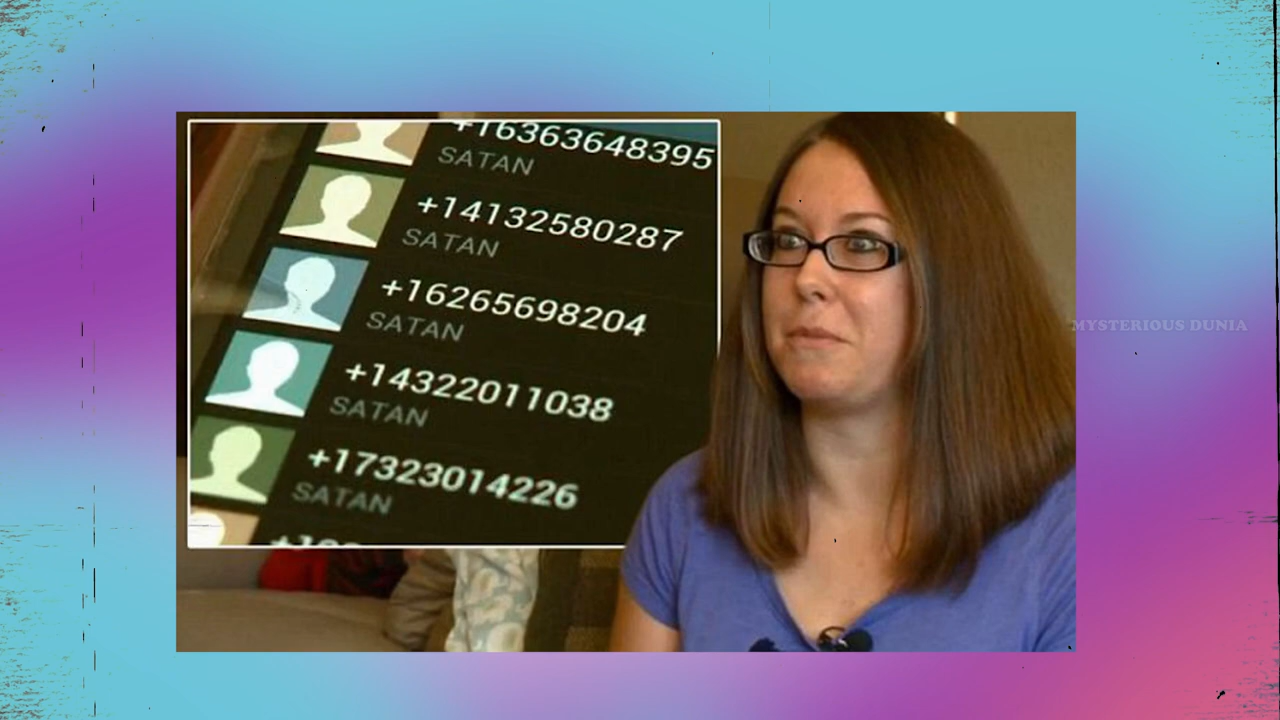 +16363648395
SATAN
+14132580287
SATAN
+16265698204
SATAN
+14322011038
SATAN
+17323014226
SATAN
MYSTERIOUS DUNIA